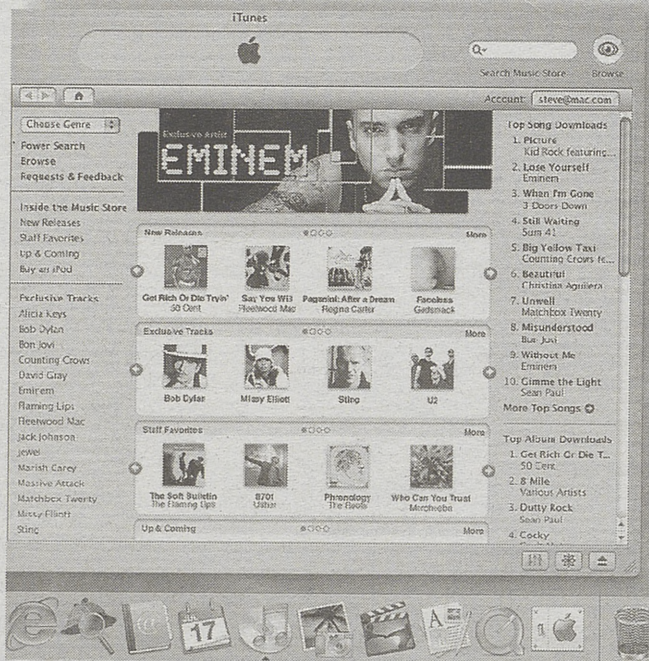 iTunes
Search Music Store
Browse
Account:
steve@mac.com
Choose Genre
Power Search
Browse
Requests & Feedback
Inside the Music Store
New Releases
Staff Favorites
Up & Coming
Buy an iPod
Exclusive Tracks
Alicia Keys
Bob Dylan
Bon Jovi
Counting Crows
David Gray
Eminem
Flaming Lips
Fleetwood Mac
Jack Johnson
Jewel
Mariah Carey
Massive Attack
Matchbox Twenty
Missy Elliott
Sting
Exclusive Artist
EMINEM
New Releases
More
Get Rich Or Die Tryin'
50 Cent
Say You Will
Fleetwood Mac
Paganini: After a Dream
Regina Carter
Faceless
Godsmack
Exclusive Tracks
More
Bob Dylan
Missy Elliott
Sting
U2
Staff Favorites
More
The Soft Bulletin
The Flaming Lips
8701
Usher
Phrenology
The Roots
Who Can You Trust
Morcheeba
Up & Coming
More
Top Song Downloads
1. Picture
Kid Rock featuring...
2. Lose Yourself
Eminem
3. When I'm Gone
3 Doors Down
4. Still Waiting
Sum 41
5. Big Yellow Taxi
Counting Crows fe...
6. Beautiful
Christina Aguilera
7. Unwell
Matchbox Twenty
8. Misunderstood
Bon Jovi
9. Without Me
Eminem
10. Gimme the Light
Sean Paul
More Top Songs
Top Album Downloads
1. Get Rich Or Die T...
50 Cent
2. 8 Mile
Various Artists
3. Dutty Rock
Sean Paul
4. Cocky
17
A